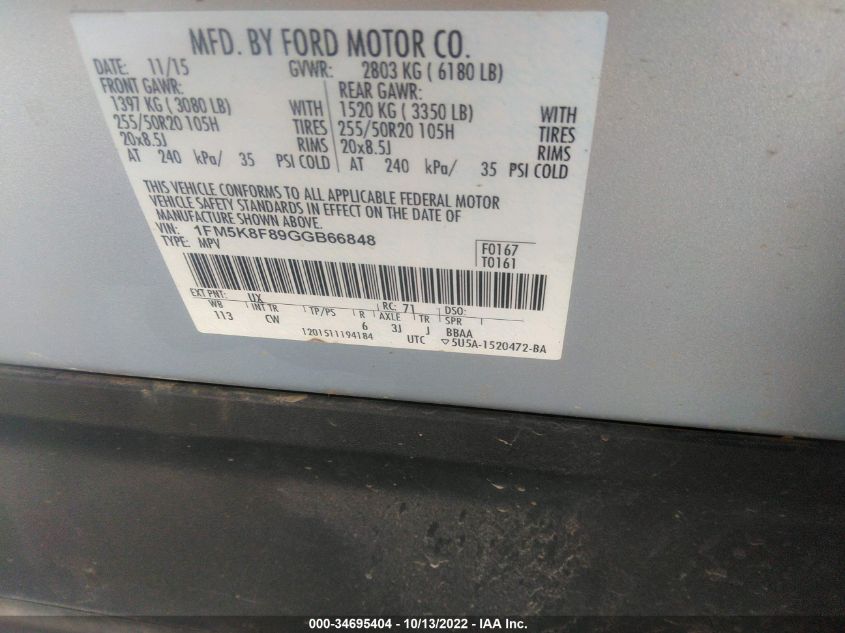 MFD. BY FORD MOTOR CO.
DATE: 11/15 GVWR: 2803 KG ( 6180 LB)
FRONT GAWR: REAR GAWR:
1397 KG ( 3080 LB) WITH 1520 KG ( 3350 LB) WITH
255/50R20 105H TIRES 255/50R20 105H TIRES
20x8.5J RIMS 20x8.5J RIMS
AT 240 kPa/ 35 PSI COLD AT 240 kPa/ 35 PSI COLD
THIS VEHICLE CONFORMS TO ALL APPLICABLE FEDERAL MOTOR
VEHICLE SAFETY STANDARDS IN EFFECT ON THE DATE OF
MANUFACTURE SHOWN ABOVE.
VIN: 1FM5K8F89GGB66848
TYPE: MPV
F0167
T0161
EXT PNT: UX RC: 71 DSO:
WB INT TR TP/PS R AXLE TR SPR
113 CW 6 3J J BBAA
1201511194184 UTC ▽5U5A-1520472-BA
000-34695404 - 10/13/2022 - IAA Inc.